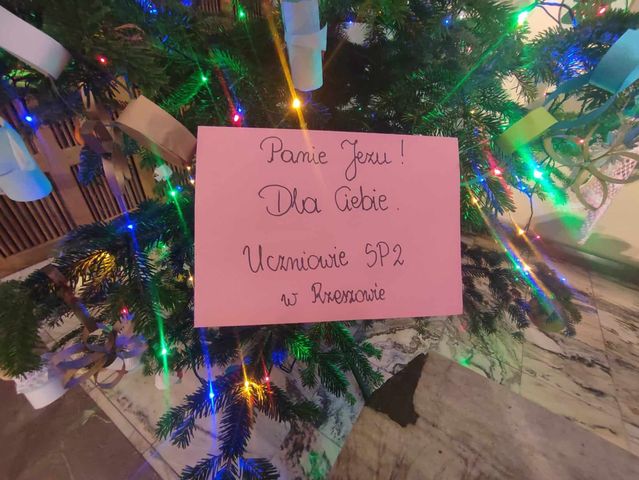 Panie Jezu !
Dla Ciebie.
Uczniowie SP2
w Rzeszowie